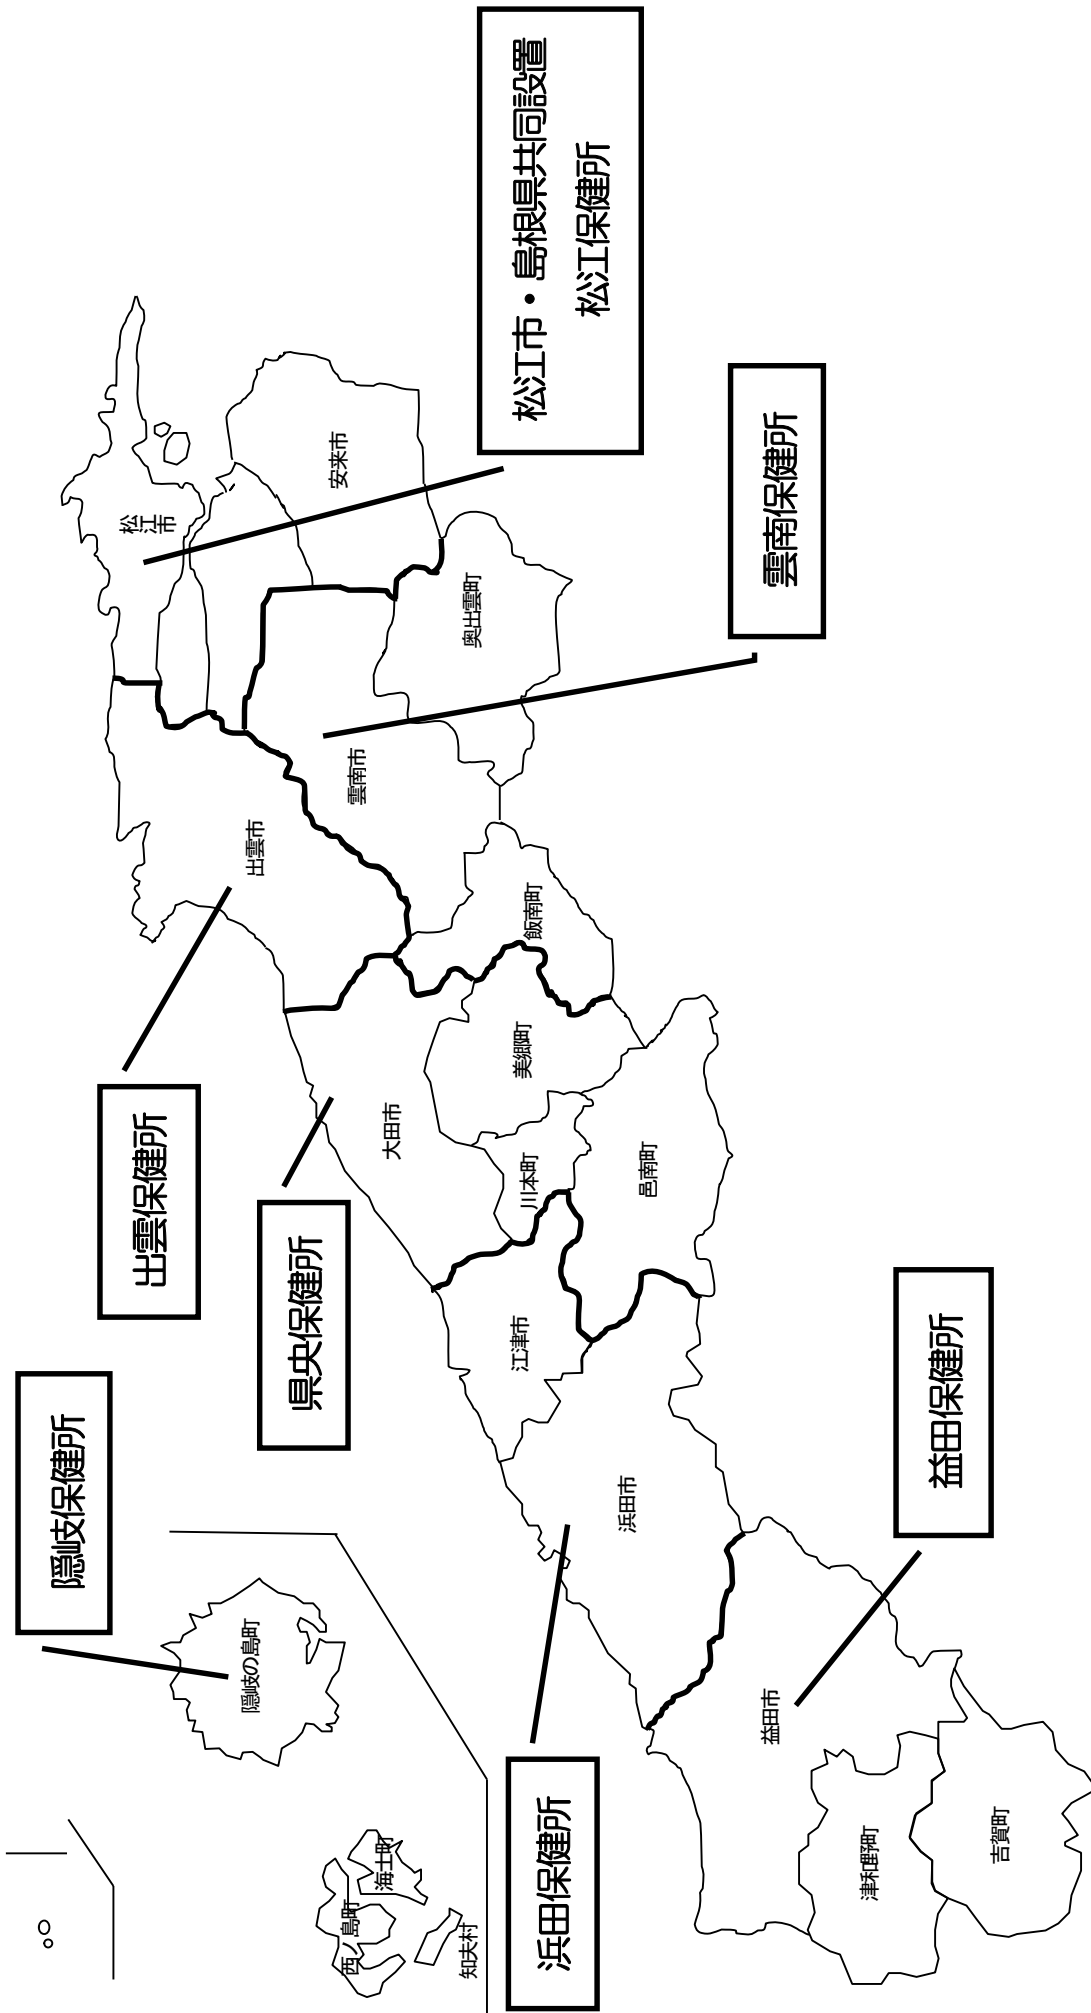 隠岐保健所
出雲保健所
県央保健所
浜田保健所
益田保健所
雲南保健所
松江市・島根県共同設置
松江保健所
隠岐の島町
海士町
西ノ島町
知夫村
松江市
安来市
出雲市
雲南市
奥出雲町
飯南町
大田市
美郷町
川本町
邑南町
江津市
浜田市
益田市
津和野町
吉賀町